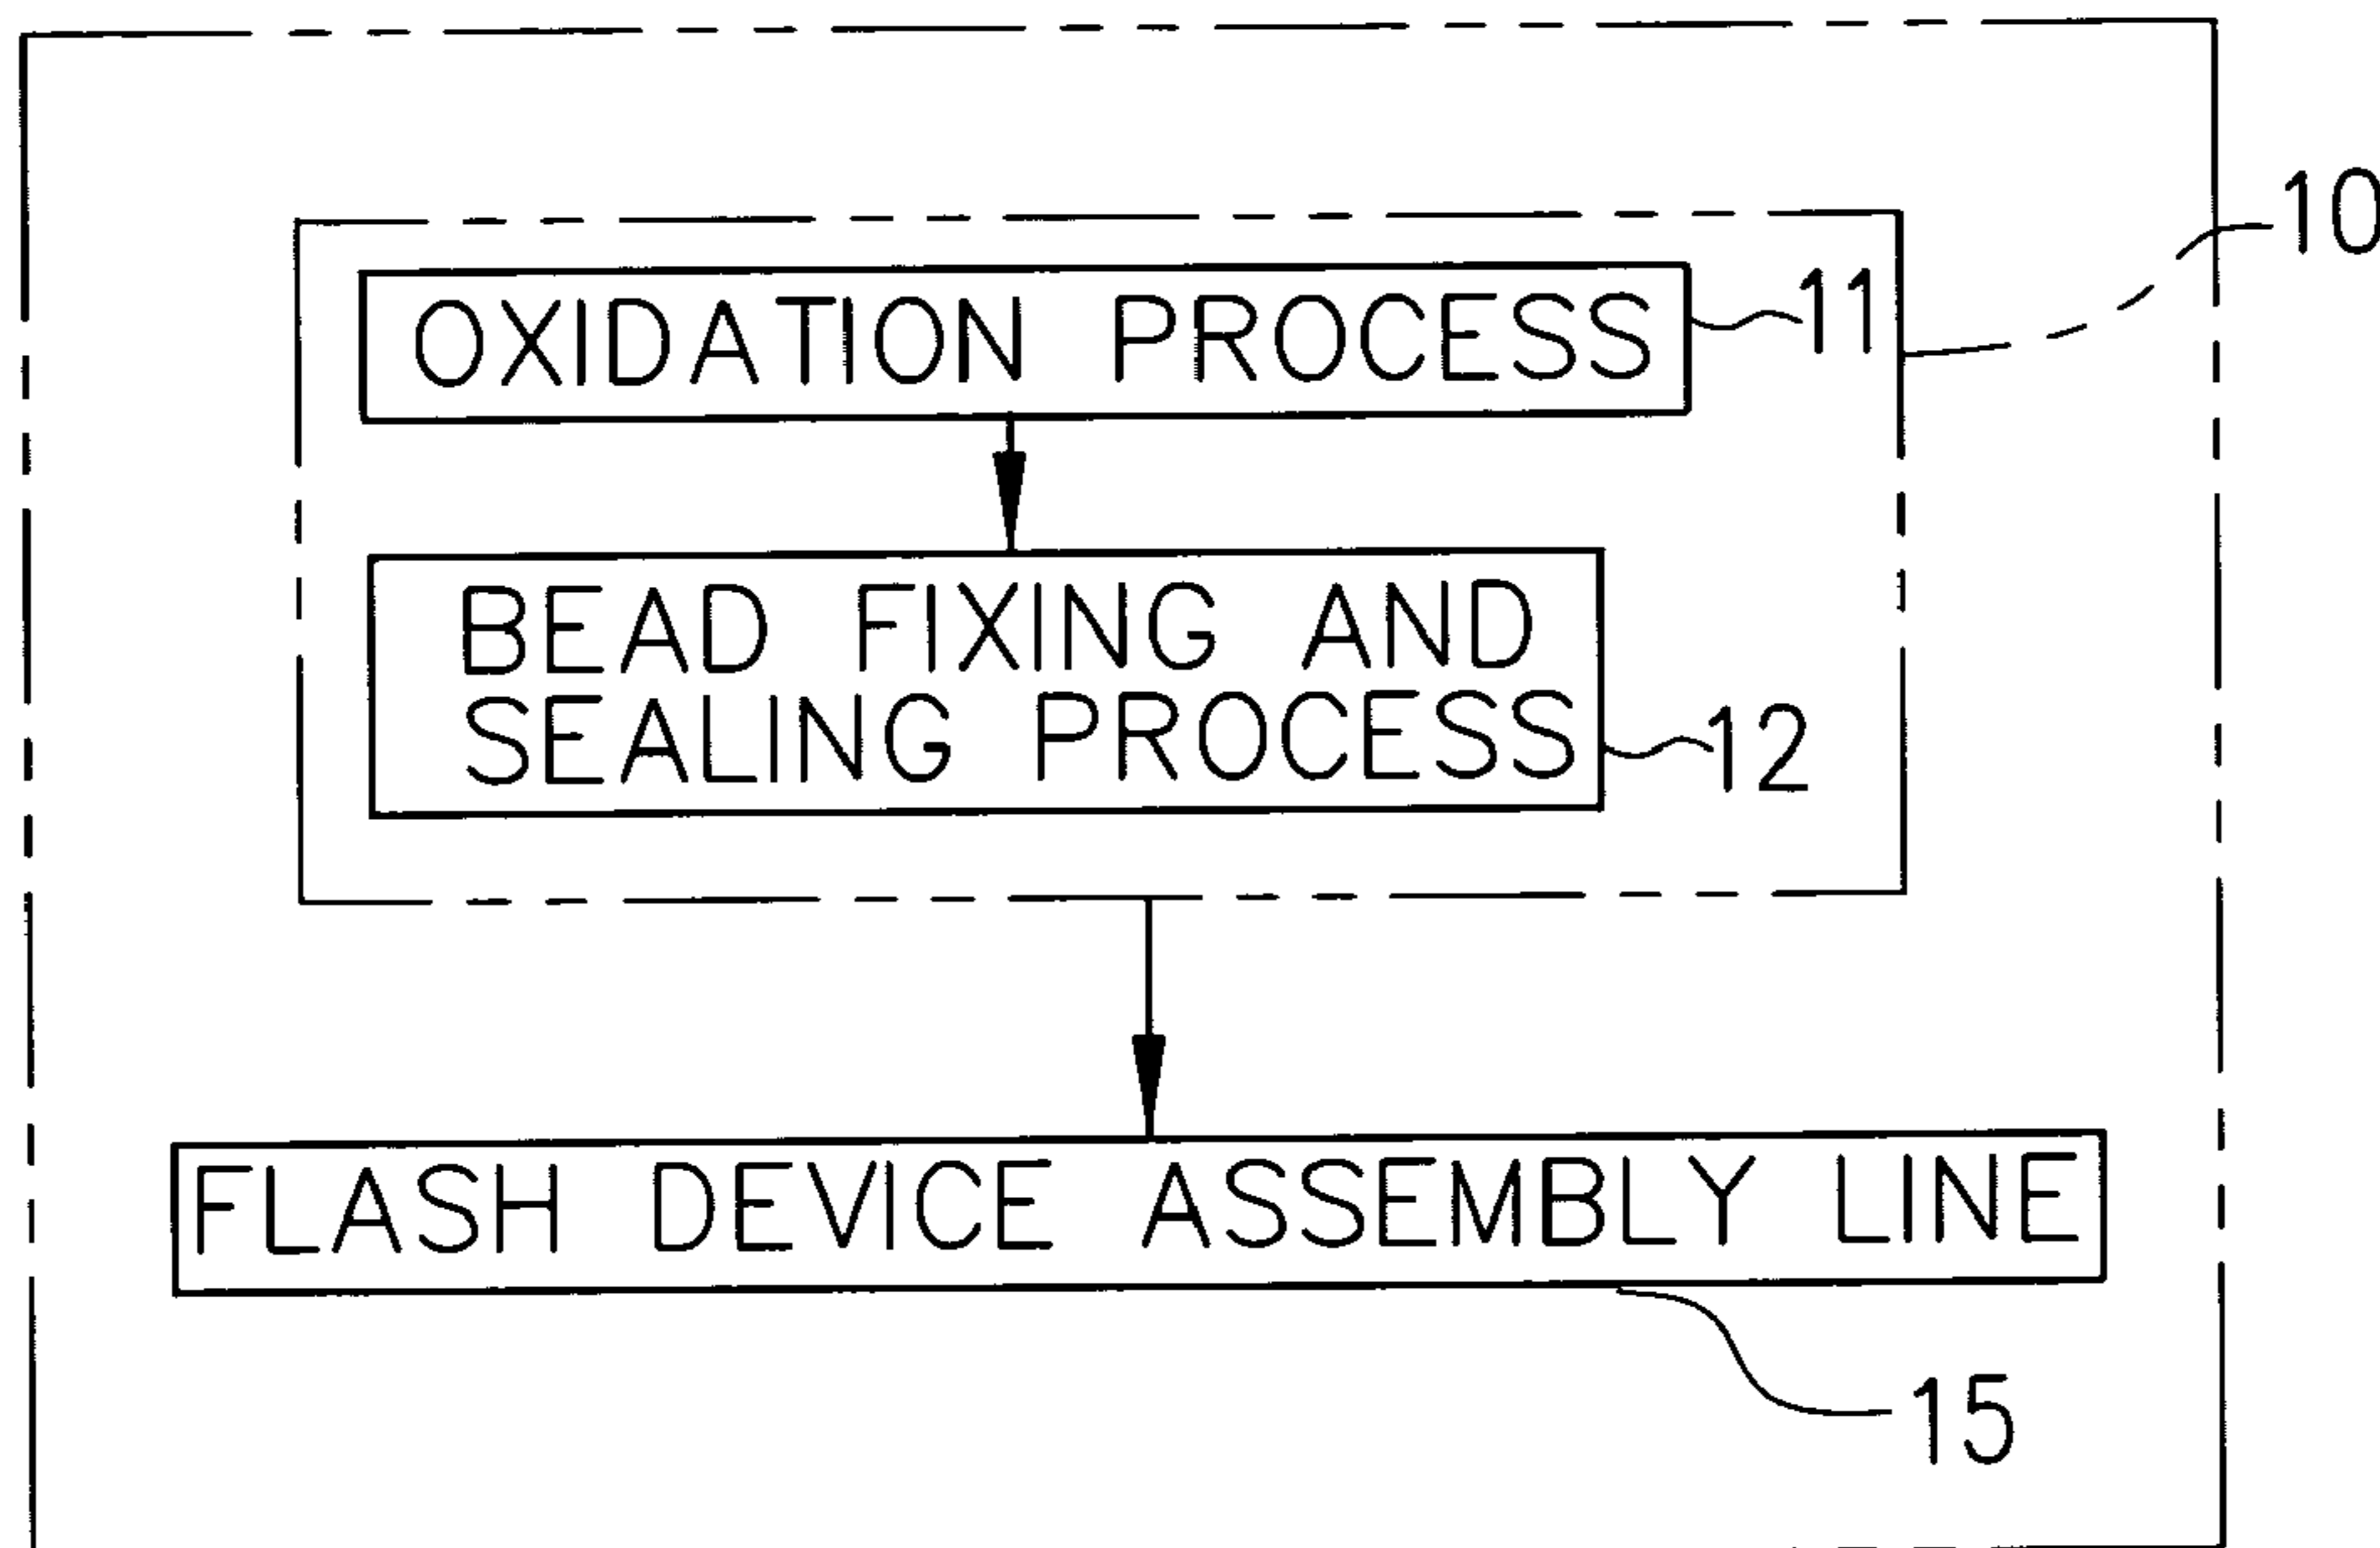 10
OXIDATION PROCESS
11
BEAD FIXING AND
SEALING PROCESS
12
FLASH DEVICE ASSEMBLY LINE
15